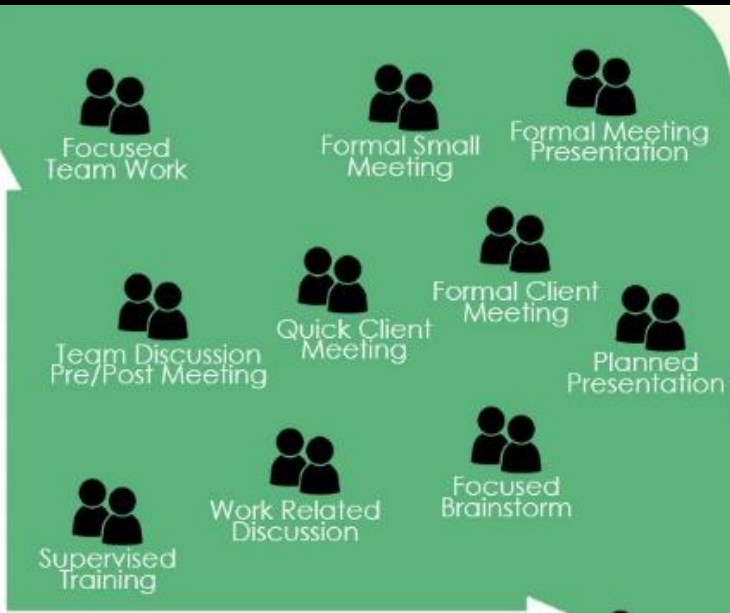 Focused
Team Work
Formal Small
Meeting
Formal Meeting
Presentation
Team Discussion
Pre/Post Meeting
Quick Client
Meeting
Formal Client
Meeting
Planned
Presentation
Supervised
Training
Work Related
Discussion
Focused
Brainstorm